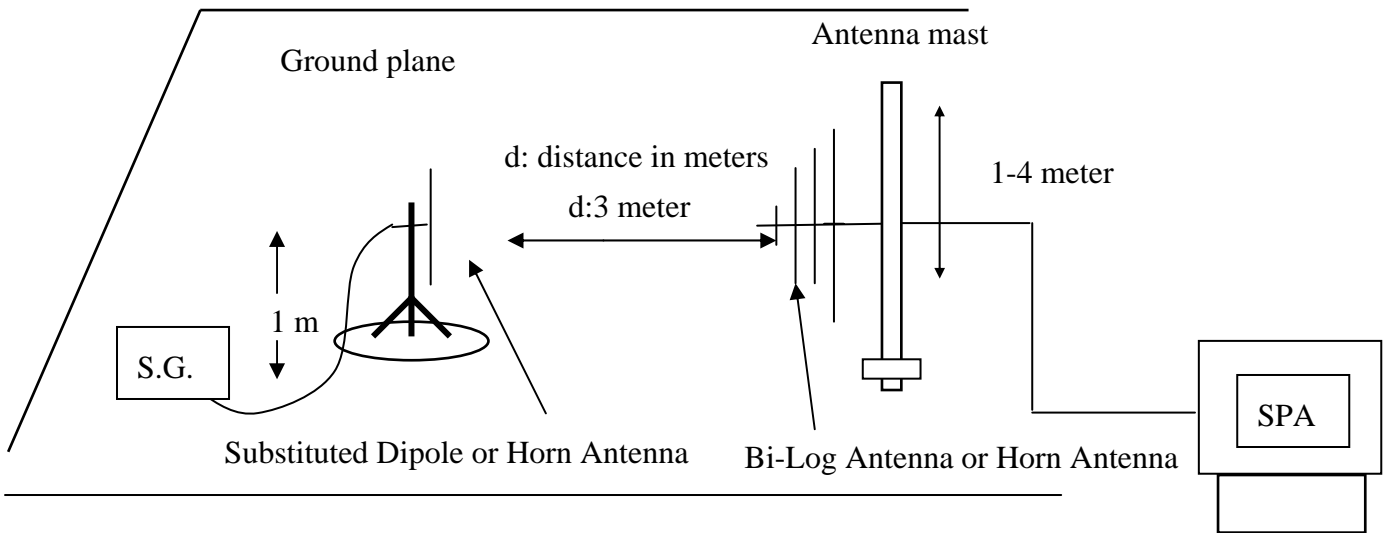 Antenna mast
Ground plane
d: distance in meters
1-4 meter
d:3 meter
1 m
S.G.
SPA
Substituted Dipole or Horn Antenna
Bi-Log Antenna or Horn Antenna